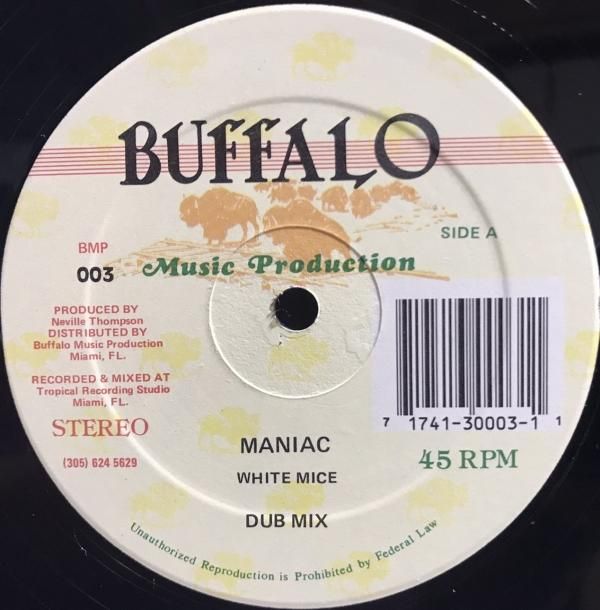 BUFFALO
SIDE A
BMP
003
Music Production
PRODUCED BY
Neville Thompson
DISTRIBUTED BY
Buffalo Music Production
Miami, FL.
RECORDED & MIXED AT
Tropical Recording Studio
Miami, FL.
STEREO
(305) 624 5629
7 1741-30003-1 1
45 RPM
MANIAC
WHITE MICE
DUB MIX
Unauthorized Reproduction is Prohibited by Federal Law